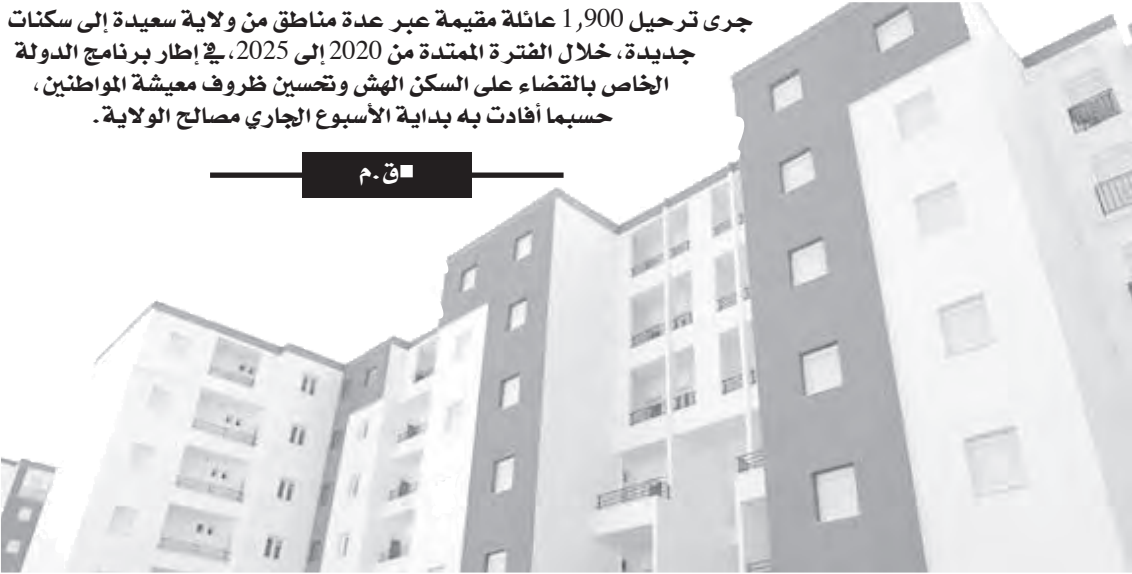 جرى ترحيل 1,900 عائلة مقيمة عبر عدة مناطق من ولاية سعيدة إلى سكنات
جديدة، خلال الفترة الممتدة من 2020 إلى 2025، في إطار برنامج الدولة
الخاص بالقضاء على السكن الهش وتحسين ظروف معيشة المواطنين،
حسبما أفادت به بداية الأسبوع الجاري مصالح الولاية.
■ق.م